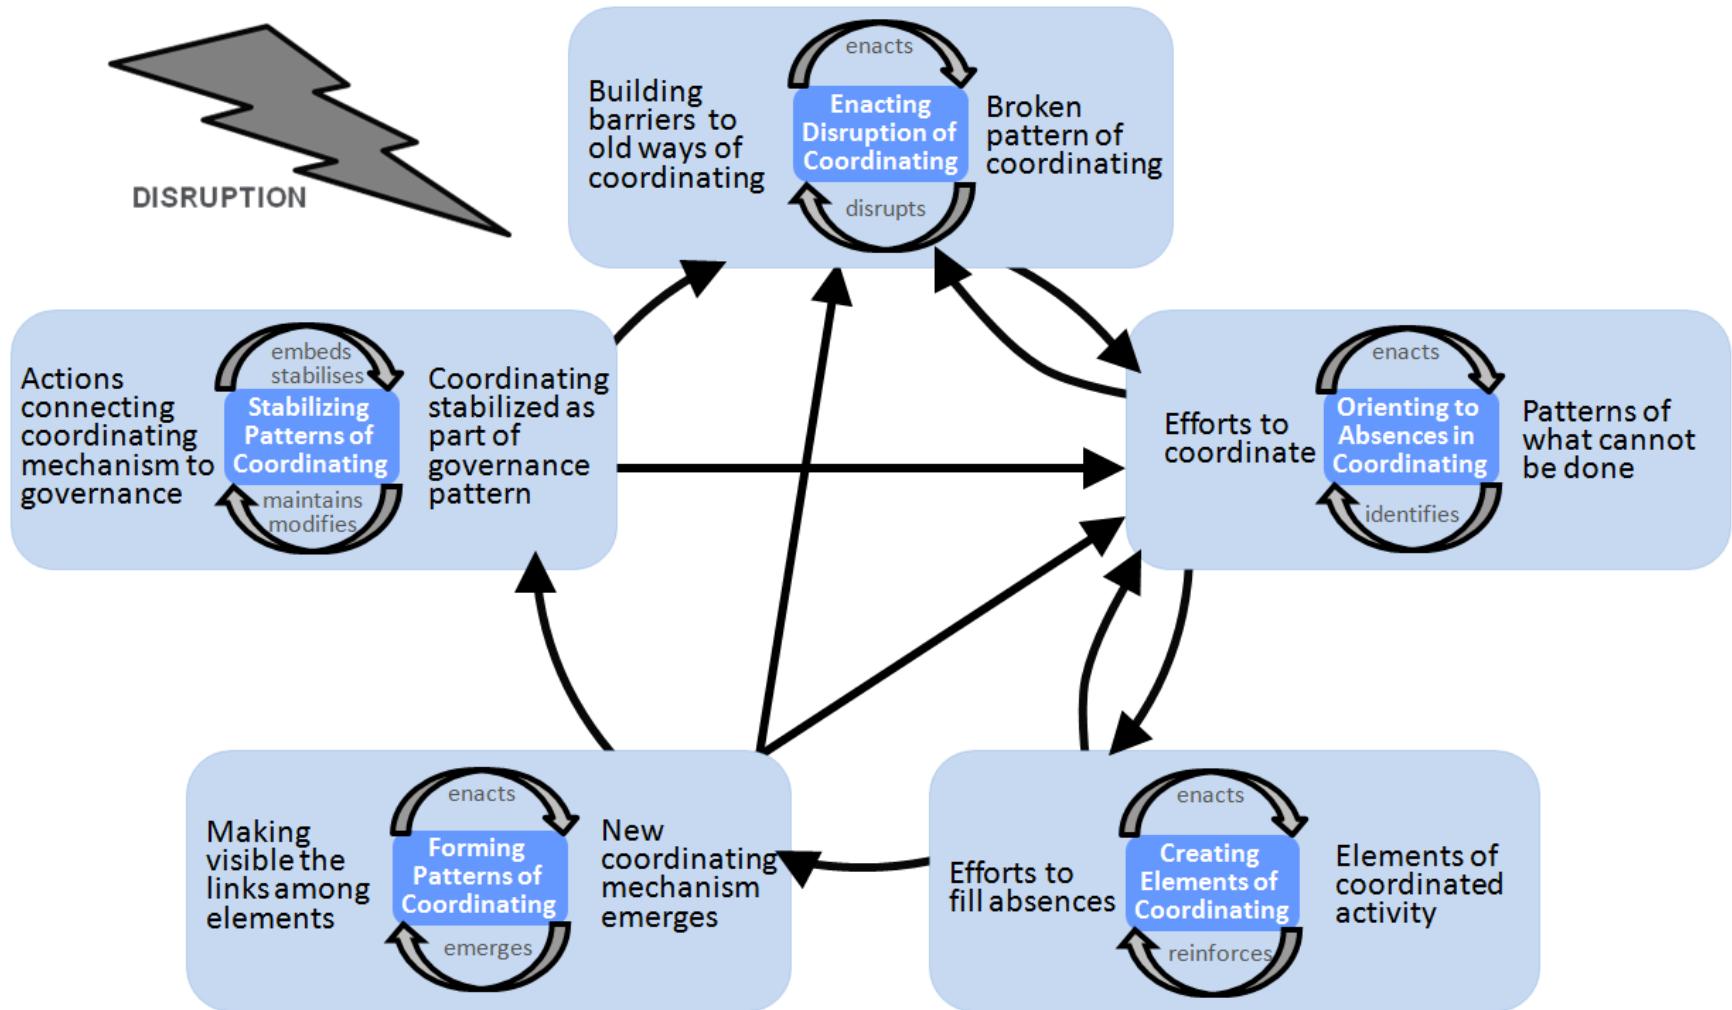 DISRUPTION
Building
barriers to
old ways of
coordinating
enacts
Enacting
Disruption of
Coordinating
disrupts
Broken
pattern of
coordinating
Actions
connecting
coordinating
mechanism to
governance
embeds
stabilises
Stabilizing
Patterns of
Coordinating
maintains
modifies
Coordinating
stabilized as
part of
governance
pattern
Efforts to
coordinate
enacts
Orienting to
Absences in
Coordinating
identifies
Patterns of
what cannot
be done
Making
visible the
links among
elements
enacts
Forming
Patterns of
Coordinating
emerges
New
coordinating
mechanism
emerges
Efforts to
fill absences
enacts
Creating
Elements of
Coordinating
reinforces
Elements of
coordinated
activity